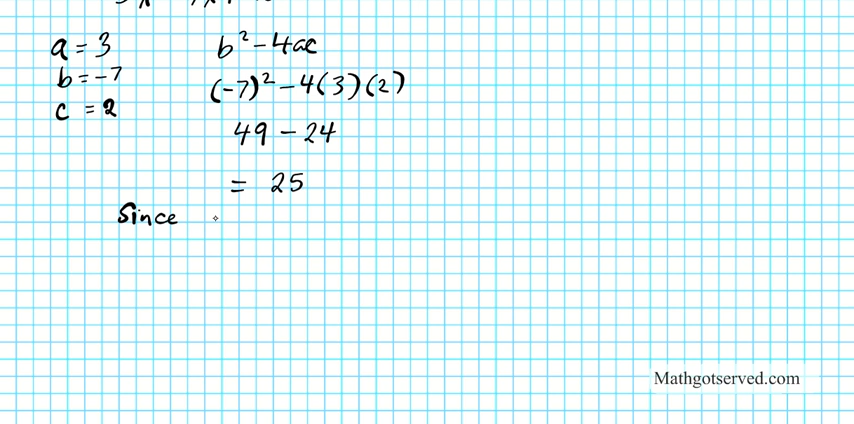 a = 3
b = -7
c = 2
b² - 4ac
(-7)² - 4(3)(2)
49 - 24
= 25
Since
Mathgotserved.com